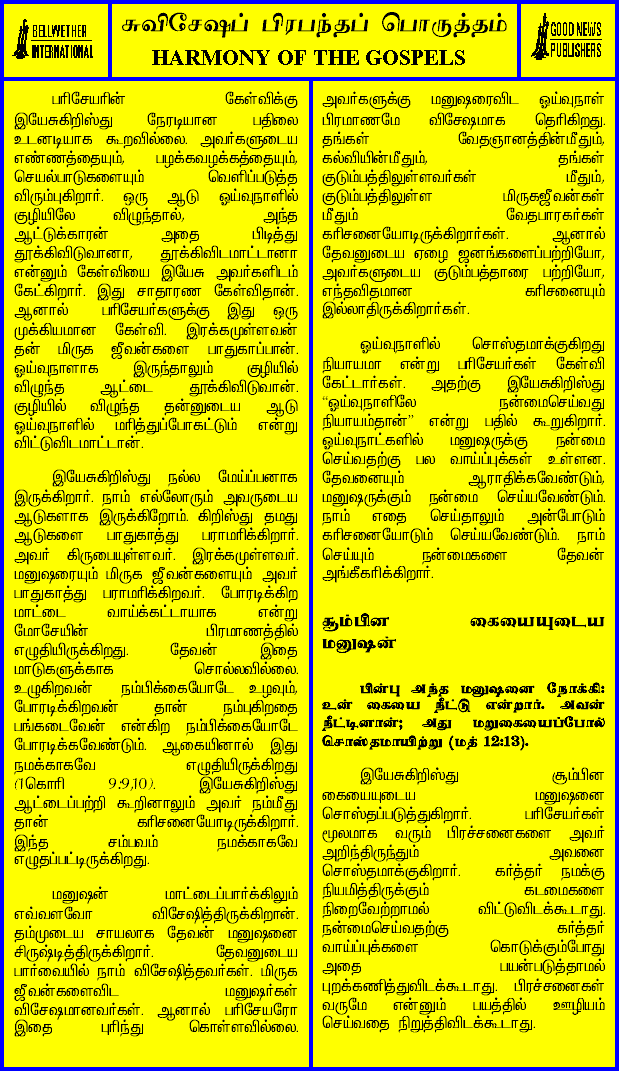 BELLWETHER
INTERNATIONAL
சுவிசேஷப் பிரபந்தப் பொருத்தம்
HARMONY OF THE GOSPELS
GOOD NEWS
PUBLISHERS
பரிசேயரின் கேள்விக்கு
இயேசுகிறிஸ்து நேரடியான பதிலை
உடனடியாக கூறவில்லை. அவர்களுடைய
எண்ணத்தையும், பழக்கவழக்கத்தையும்,
செயல்பாடுகளையும் வெளிப்படுத்த
விரும்புகிறார். ஒரு ஆடு ஓய்வுநாளில்
குழியிலே விழுந்தால், அந்த
ஆட்டுக்காரன் அதை பிடித்து
தூக்கிவிடுவானா, தூக்கிவிடமாட்டானா
என்னும் கேள்வியை இயேசு அவர்களிடம்
கேட்கிறார். இது சாதாரண கேள்விதான்.
ஆனால் பரிசேயர்களுக்கு இது ஒரு
முக்கியமான கேள்வி. இரக்கமுள்ளவன்
தன் மிருக ஜீவன்களை பாதுகாப்பான்.
ஓய்வுநாளாக இருந்தாலும் குழியில்
விழுந்த ஆட்டை தூக்கிவிடுவான்.
குழியில் விழுந்த தன்னுடைய ஆடு
ஓய்வுநாளில் மரித்துப்போகட்டும் என்று
விட்டுவிடமாட்டான்.
இயேசுகிறிஸ்து நல்ல மேய்ப்பனாக
இருக்கிறார். நாம் எல்லோரும் அவருடைய
ஆடுகளாக இருக்கிறோம். கிறிஸ்து தமது
ஆடுகளை பாதுகாத்து பராமரிக்கிறார்.
அவர் கிருபையுள்ளவர். இரக்கமுள்ளவர்.
மனுஷரையும் மிருக ஜீவன்களையும் அவர்
பாதுகாத்து பராமரிக்கிறவர். போரடிக்கிற
மாட்டை வாய்க்கட்டாயாக என்று
மோசேயின் பிரமாணத்தில்
எழுதியிருக்கிறது. தேவன் இதை
மாடுகளுக்காக சொல்லவில்லை.
உழுகிறவன் நம்பிக்கையோடே உழவும்,
போரடிக்கிறவன் தான் நம்புகிறதை
பங்கடைவேன் என்கிற நம்பிக்கையோடே
போரடிக்கவேண்டும். ஆகையினால் இது
நமக்காகவே எழுதியிருக்கிறது
(1கொரி 9:9,10). இயேசுகிறிஸ்து
ஆட்டைப்பற்றி கூறினாலும் அவர் நம்மீது
தான் கரிசனையோடிருக்கிறார்.
இந்த சம்பவம் நமக்காகவே
எழுதப்பட்டிருக்கிறது.
மனுஷன் மாட்டைப்பார்க்கிலும்
எவ்வளவோ விசேஷித்திருக்கிறான்.
தம்முடைய சாயலாக தேவன் மனுஷனை
சிருஷ்டித்திருக்கிறார். தேவனுடைய
பார்வையில் நாம் விசேஷித்தவர்கள். மிருக
ஜீவன்களைவிட மனுஷர்கள்
விசேஷமானவர்கள். ஆனால் பரிசேயரோ
இதை புரிந்து கொள்ளவில்லை.
அவர்களுக்கு மனுஷரைவிட ஓய்வுநாள்
பிரமாணமே விசேஷமாக தெரிகிறது.
தங்கள் வேதஞானத்தின்மீதும்,
கல்வியின்மீதும், தங்கள்
குடும்பத்திலுள்ளவர்கள் மீதும்,
குடும்பத்திலுள்ள மிருகஜீவன்கள்
மீதும் வேதபாரகர்கள்
கரிசனையோடிருக்கிறார்கள். ஆனால்
தேவனுடைய ஏழை ஜனங்களைப்பற்றியோ,
அவர்களுடைய குடும்பத்தாரை பற்றியோ,
எந்தவிதமான கரிசனையும்
இல்லாதிருக்கிறார்கள்.
ஓய்வுநாளில் சொஸ்தமாக்குகிறது
நியாயமா என்று பரிசேயர்கள் கேள்வி
கேட்டார்கள். அதற்கு இயேசுகிறிஸ்து
“ஓய்வுநாளிலே நன்மைசெய்வது
நியாயம்தான்” என்று பதில் கூறுகிறார்.
ஓய்வுநாட்களில் மனுஷருக்கு நன்மை
செய்வதற்கு பல வாய்ப்புக்கள் உள்ளன.
தேவனையும் ஆராதிக்கவேண்டும்,
மனுஷருக்கும் நன்மை செய்யவேண்டும்.
நாம் எதை செய்தாலும் அன்போடும்
கரிசனையோடும் செய்யவேண்டும். நாம்
செய்யும் நன்மைகளை தேவன்
அங்கீகரிக்கிறார்.
சூம்பின கையையுடைய
மனுஷன்
பின்பு அந்த மனுஷனை நோக்கி:
உன் கையை நீட்டு என்றார். அவன்
நீட்டினான்; அது மறுகையைப்போல்
சொஸ்தமாயிற்று (மத் 12:13).
இயேசுகிறிஸ்து சூம்பின
கையையுடைய மனுஷனை
சொஸ்தப்படுத்துகிறார். பரிசேயர்கள்
மூலமாக வரும் பிரச்சனைகளை அவர்
அறிந்திருந்தும் அவனை
சொஸ்தமாக்குகிறார். கர்த்தர் நமக்கு
நியமித்திருக்கும் கடமைகளை
நிறைவேற்றாமல் விட்டுவிடக்கூடாது.
நன்மைசெய்வதற்கு கர்த்தர்
வாய்ப்புக்களை கொடுக்கும்போது
அதை பயன்படுத்தாமல்
புறக்கணித்துவிடக்கூடாது. பிரச்சனைகள்
வருமே என்னும் பயத்தில் ஊழியம்
செய்வதை நிறுத்திவிடக்கூடாது.